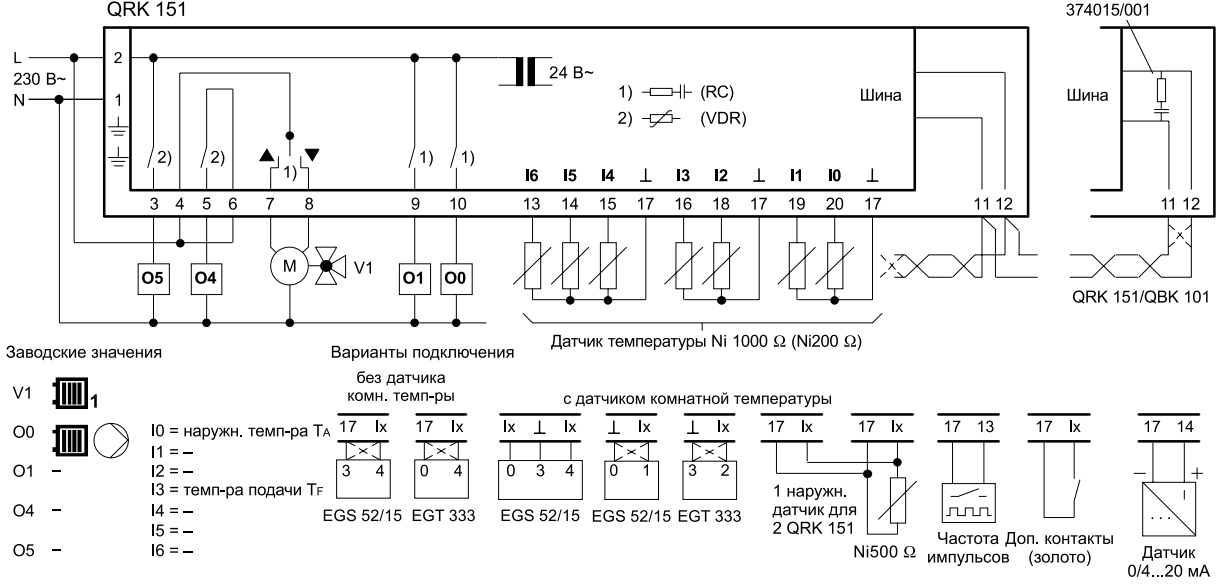 QRK 151
374015/001
L
230 В~
N
2
1
24 В~
1) (RC)
2) (VDR)
Шина
Шина
2)
2)
1)
1)
1)
I6 I5 I4 ⊥ I3 I2 ⊥ I1 I0 ⊥
3 4 5 6 7 8 9 10 13 14 15 17 16 18 17 19 20 17 11 12
11 12
O5
O4
M
V1
O1
O0
x
x
QRK 151/QBK 101
Датчик температуры Ni 1000 Ω (Ni200 Ω)
Заводские значения
V1
1
O0
O1 –
O4 –
O5 –
I0 = наружн. темп-ра TA
I1 = –
I2 = –
I3 = темп-ра подачи TF
I4 = –
I5 = –
I6 = –
Варианты подключения
без датчика
комн. темп-ры
с датчиком комнатной температуры
17 Ix
x
3 4
EGS 52/15
17 Ix
x
0 4
EGT 333
Ix ⊥ Ix
0 3 4
EGS 52/15
⊥ Ix
x
0 1
EGS 52/15
⊥ Ix
x
3 2
EGT 333
17 Ix
1 наружн.
датчик для
2 QRK 151
17 Ix
Ni500 Ω
17 13
Частота
импульсов
17 Ix
Доп. контакты
(золото)
17 14
– +
I
...
Датчик
0/4...20 мА